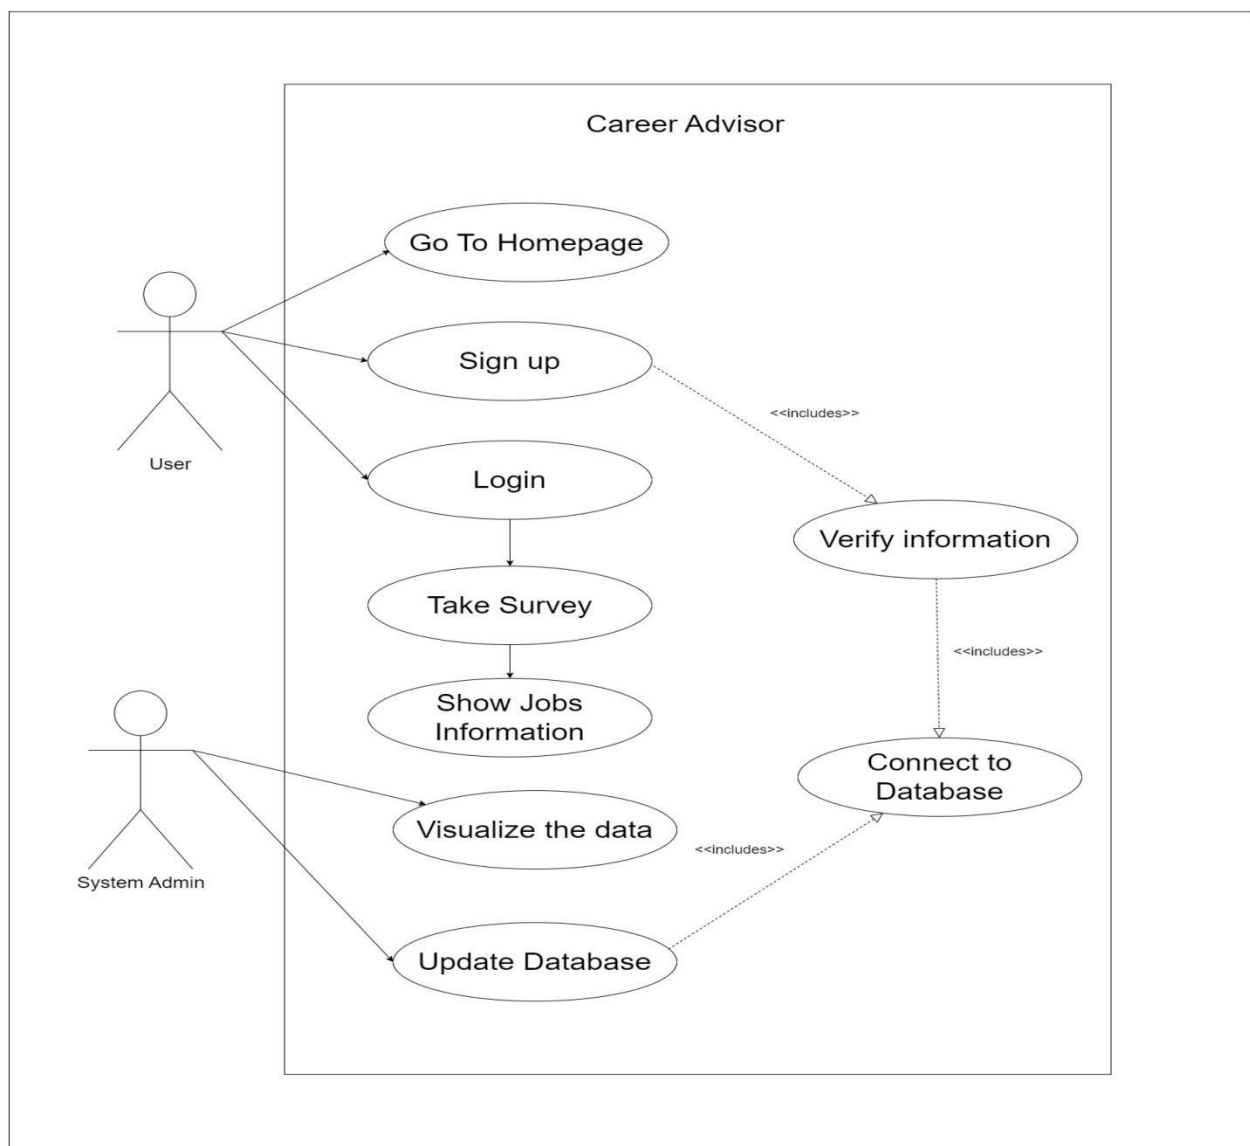 Career Advisor
Go To Homepage
Sign up
<<includes>>
User
Login
Verify information
Take Survey
<<includes>>
Show Jobs
Information
Connect to
Database
Visualize the data
<<includes>>
System Admin
Update Database